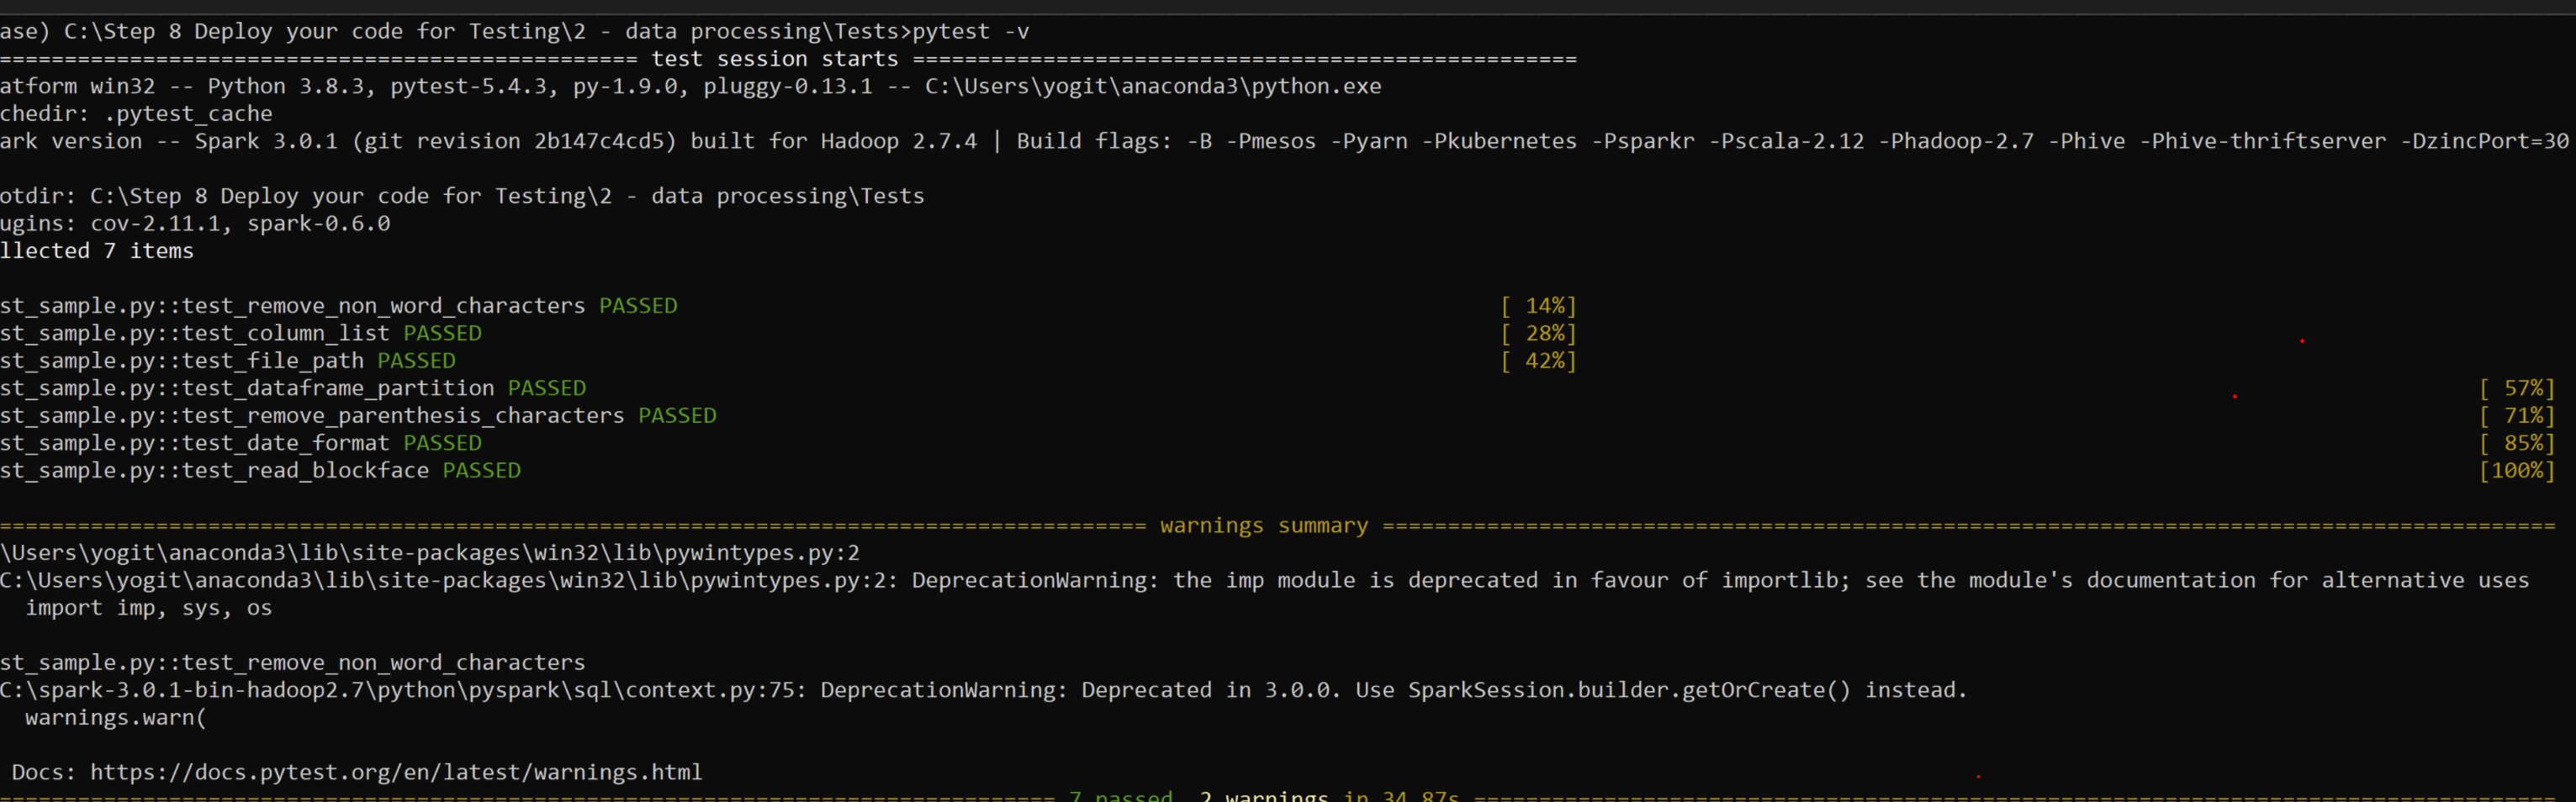 ase) C:\Step 8 Deploy your code for Testing\2 - data processing\Tests>pytest -v
================================================= test session starts ===================================================
atform win32 -- Python 3.8.3, pytest-5.4.3, py-1.9.0, pluggy-0.13.1 -- C:\Users\yogit\anaconda3\python.exe
chedir: .pytest_cache
ark version -- Spark 3.0.1 (git revision 2b147c4cd5) built for Hadoop 2.7.4 | Build flags: -B -Pmesos -Pyarn -Pkubernetes -Psparkr -Pscala-2.12 -Phadoop-2.7 -Phive -Phive-thriftserver -DzincPort=30
otdir: C:\Step 8 Deploy your code for Testing\2 - data processing\Tests
ugins: cov-2.11.1, spark-0.6.0
llected 7 items
st_sample.py::test_remove_non_word_characters PASSED [ 14%]
st_sample.py::test_column_list PASSED [ 28%]
st_sample.py::test_file_path PASSED [ 42%]
st_sample.py::test_dataframe_partition PASSED [ 57%]
st_sample.py::test_remove_parenthesis_characters PASSED [ 71%]
st_sample.py::test_date_format PASSED [ 85%]
st_sample.py::test_read_blockface PASSED [100%]
======================================================================================== warnings summary ==========================================================================================
\Users\yogit\anaconda3\lib\site-packages\win32\lib\pywintypes.py:2
C:\Users\yogit\anaconda3\lib\site-packages\win32\lib\pywintypes.py:2: DeprecationWarning: the imp module is deprecated in favour of importlib; see the module's documentation for alternative uses
import imp, sys, os
st_sample.py::test_remove_non_word_characters
C:\spark-3.0.1-bin-hadoop2.7\python\pyspark\sql\context.py:75: DeprecationWarning: Deprecated in 3.0.0. Use SparkSession.builder.getOrCreate() instead.
warnings.warn(
Docs: https://docs.pytest.org/en/latest/warnings.html
================================================================================= 7 passed, 2 warnings in 34.87s ===================================================================================